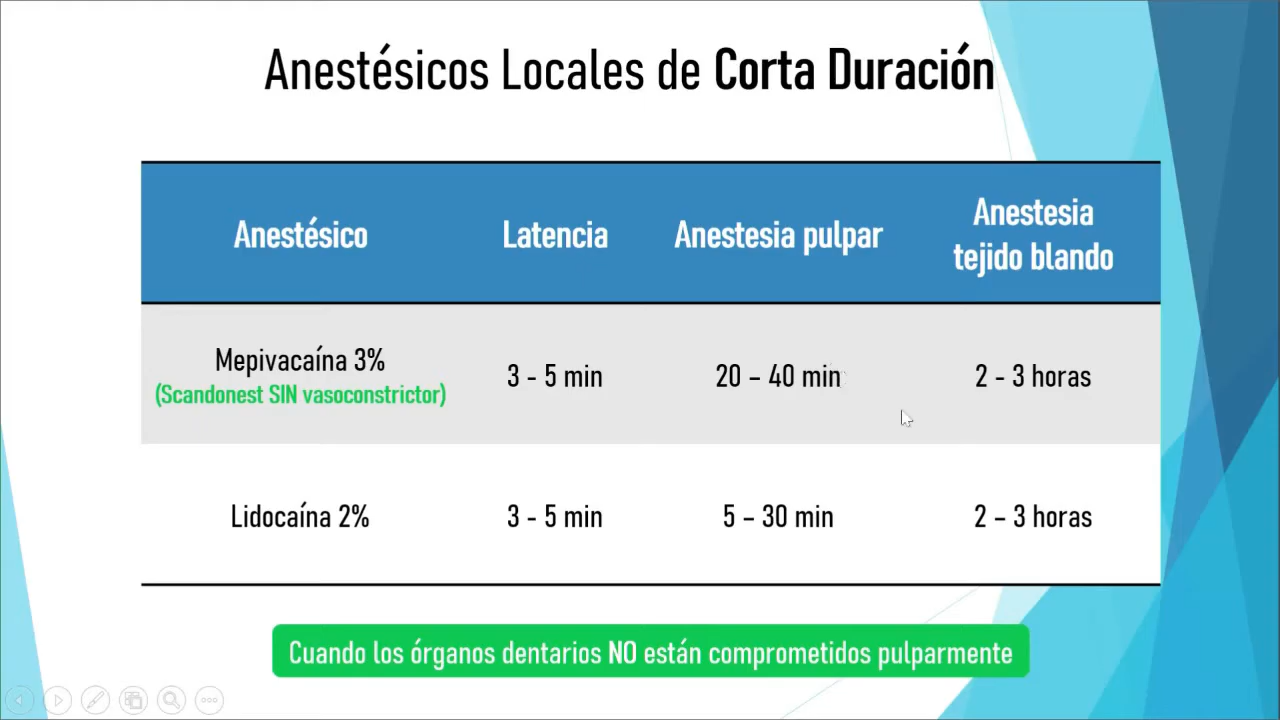 Anestésicos Locales de Corta Duración
Anestésico
Latencia
Anestesia pulpar
Anestesia
tejido blando
Mepivacaína 3%
(Scandonest SIN vasoconstrictor)
3 - 5 min
20 – 40 min
2 - 3 horas
Lidocaína 2%
3 - 5 min
5 – 30 min
2 – 3 horas
Cuando los órganos dentarios NO están comprometidos pulparmente